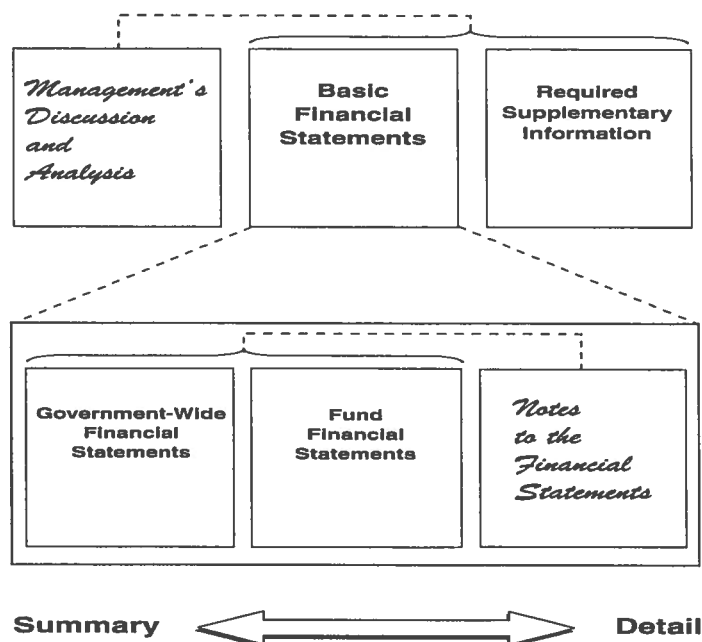 Management's
Discussion
and
Analysis
Basic
Financial
Statements
Required
Supplementary
Information
Government-Wide
Financial
Statements
Fund
Financial
Statements
Notes
to the
Financial
Statements
Summary
Detail